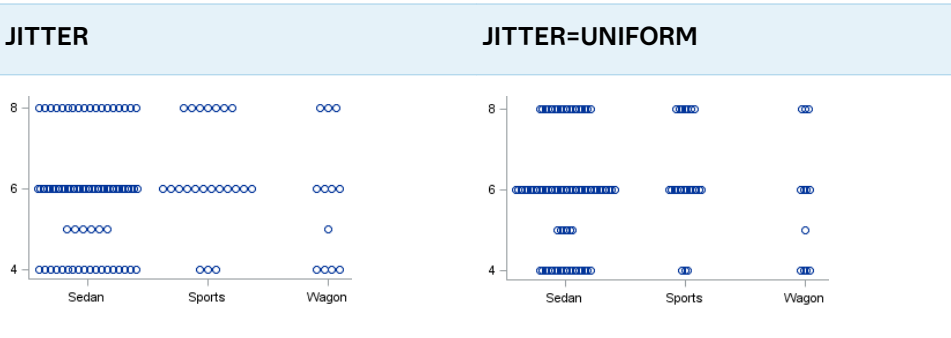 JITTER JITTER=UNIFORM
8 8
6 6
4 4
Sedan Sports Wagon Sedan Sports Wagon